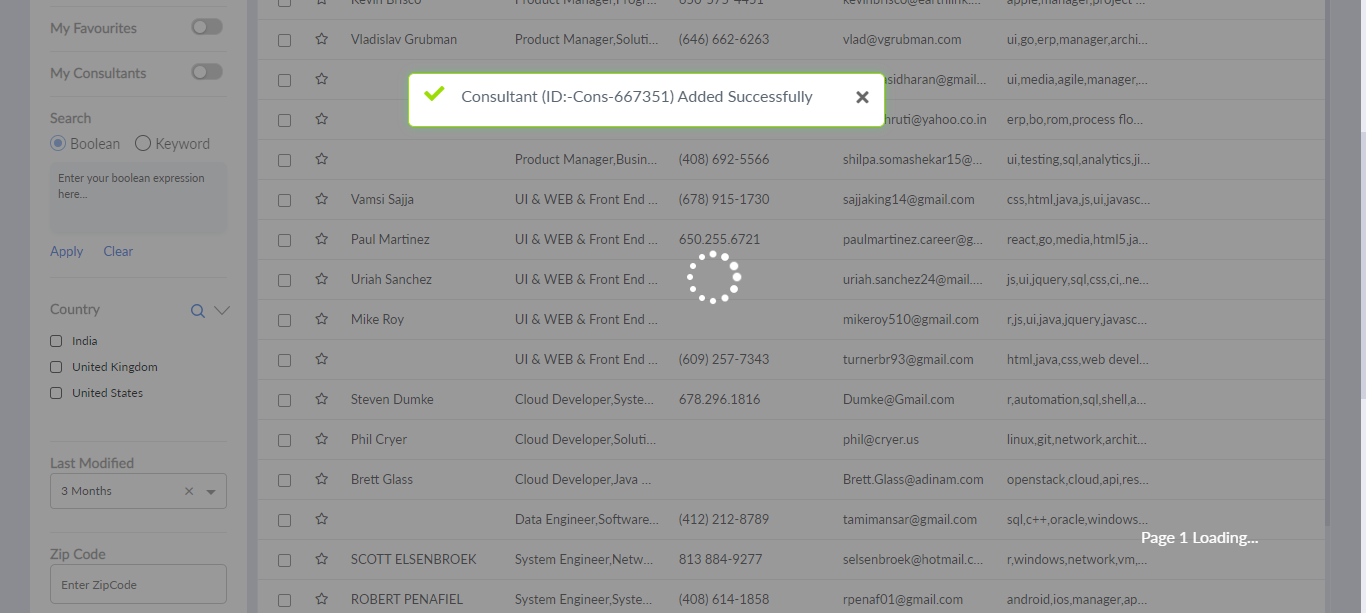 Kevin Brisco Product Manager,Progr... 650-575-4451 kevinbrisco@earthlink.... apple,manager,project ...
My Favourites
Vladislav Grubman Product Manager,Soluti... (646) 662-6263 vlad@vgrubman.com ui,go,erp,manager,archi...
My Consultants
sidharan@gmail... ui,media,agile,manager,...
Consultant (ID:-Cons-667351) Added Successfully
Search
hruti@yahoo.co.in erp,bo,rom,process flo...
Boolean Keyword
Product Manager,Busin... (408) 692-5566 shilpa.somashekar15@... ui,testing,sql,analytics,ji...
Enter your boolean expression
here...
Vamsi Sajja UI & WEB & Front End ... (678) 915-1730 sajjaking14@gmail.com css,html,java,js,ui,javasc...
Paul Martinez UI & WEB & Front End ... 650.255.6721 paulmartinez.career@g... react,go,media,html5,ja...
Apply Clear
Uriah Sanchez UI & WEB & Front End ... uriah.sanchez24@mail.... js,ui,jquery,sql,css,ci,.ne...
Country
Mike Roy UI & WEB & Front End ... mikeroy510@gmail.com r,js,ui,java,jquery,javasc...
India
UI & WEB & Front End ... (609) 257-7343 turnerbr93@gmail.com html,java,css,web devel...
United Kingdom
United States
Steven Dumke Cloud Developer,Syste... 678.296.1816 Dumke@Gmail.com r,automation,sql,shell,a...
Phil Cryer Cloud Developer,Soluti... phil@cryer.us linux,git,network,archit...
Last Modified
Brett Glass Cloud Developer,Java ... Brett.Glass@adinam.com openstack,cloud,api,res...
3 Months
Data Engineer,Software... (412) 212-8789 tamimansar@gmail.com sql,c++,oracle,windows...
Page 1 Loading...
Zip Code
SCOTT ELSENBROEK System Engineer,Netw... 813 884-9277 selsenbroek@hotmail.c... r,windows,network,vm,...
Enter ZipCode
ROBERT PENAFIEL System Engineer,Syste... (408) 614-1858 rpenaf01@gmail.com android,ios,manager,ap...